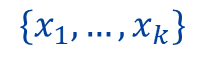 {x₁, …, xₖ}